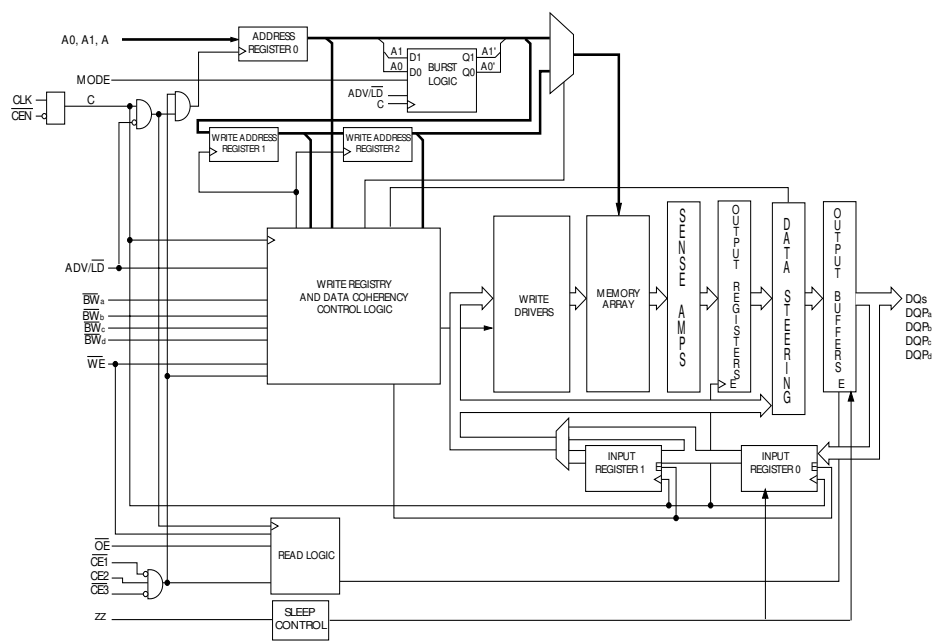 A0, A1, A
ADDRESS
REGISTER 0
A1
A0
D1
D0
BURST
LOGIC
Q1
Q0
A1'
A0'
MODE
ADV/LD
C
CLK
CEN
C
WRITE ADDRESS
REGISTER 1
WRITE ADDRESS
REGISTER 2
ADV/LD
BWa
BWb
BWc
BWd
WE
WRITE REGISTRY
AND DATA COHERENCY
CONTROL LOGIC
WRITE
DRIVERS
MEMORY
ARRAY
SENSE AMPS
OUTPUT REGISTERS
E
DATA STEERING
OUTPUT BUFFERS
E
DQs
DQPa
DQPb
DQPc
DQPd
INPUT
REGISTER 1
E
INPUT
REGISTER 0
E
OE
CE1
CE2
CE3
READ LOGIC
ZZ
SLEEP
CONTROL